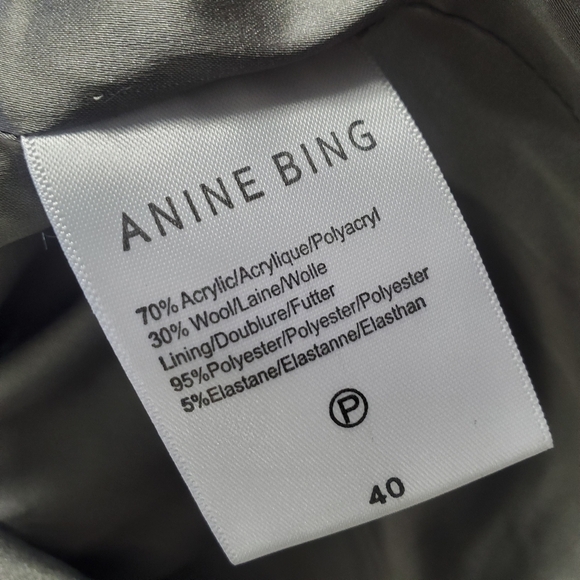 ANINE BING
70% Acrylic/Acrylique/Polyacryl
30% Wool/Laine/Wolle
Lining/Doublure/Futter
95%Polyester/Polyester/Polyester
5%Elastane/Elastanne/Elasthan
P
40